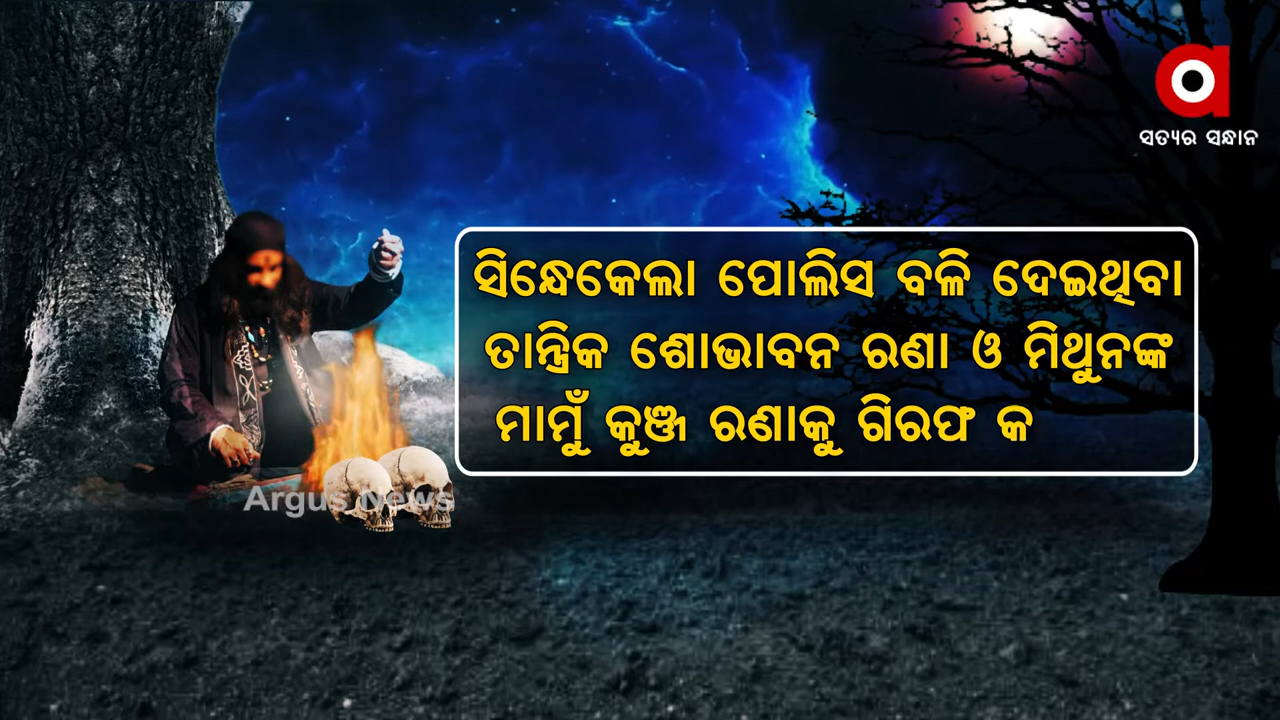 ସତ୍ୟର ସନ୍ଧାନ
ସିନ୍ଧେକେଲା ପୋଲିସ ବଳି ଦେଇଥିବା
ତାନ୍ତ୍ରିକ ଶୋଭାବନ ରଣା ଓ ମିଥୁନଙ୍କ
ମାମୁଁ କୁଞ୍ଜ ରଣାକୁ ଗିରଫ କ
Argus News